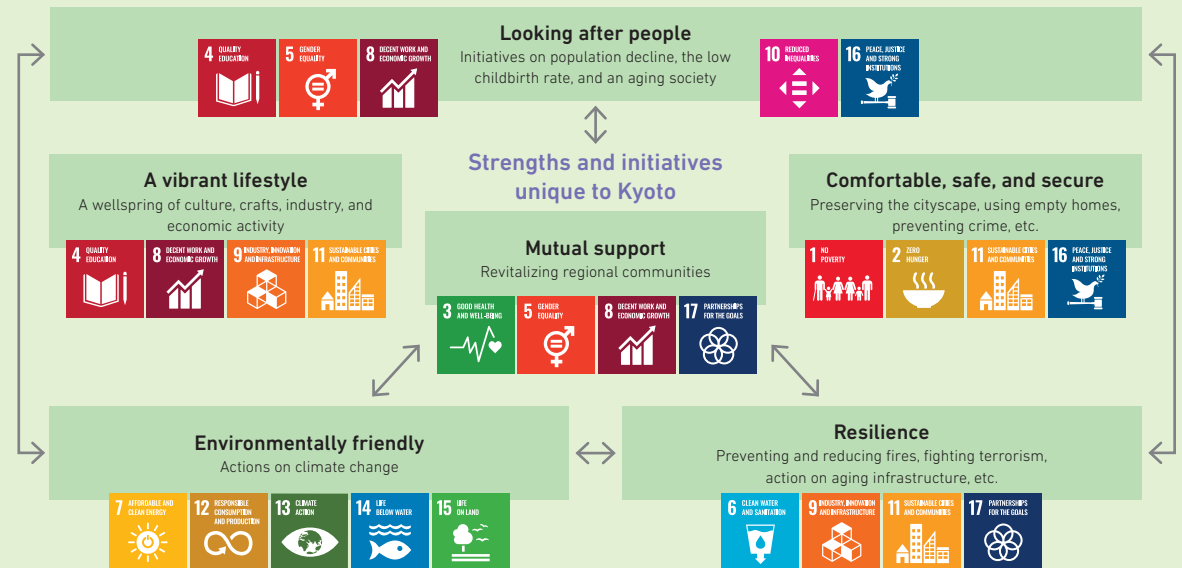 Looking after people
Initiatives on population decline, the low
childbirth rate, and an aging society
4 QUALITY
EDUCATION
5 GENDER
EQUALITY
8 DECENT WORK AND
ECONOMIC GROWTH
10 REDUCED
INEQUALITIES
16 PEACE, JUSTICE
AND STRONG
INSTITUTIONS
Strengths and initiatives
unique to Kyoto
A vibrant lifestyle
A wellspring of culture, crafts, industry, and
economic activity
4 QUALITY
EDUCATION
8 DECENT WORK AND
ECONOMIC GROWTH
9 INDUSTRY, INNOVATION
AND INFRASTRUCTURE
11 SUSTAINABLE CITIES
AND COMMUNITIES
Mutual support
Revitalizing regional communities
3 GOOD HEALTH
AND WELL-BEING
5 GENDER
EQUALITY
8 DECENT WORK AND
ECONOMIC GROWTH
17 PARTNERSHIPS
FOR THE GOALS
Comfortable, safe, and secure
Preserving the cityscape, using empty homes,
preventing crime, etc.
1 NO
POVERTY
2 ZERO
HUNGER
11 SUSTAINABLE CITIES
AND COMMUNITIES
16 PEACE, JUSTICE
AND STRONG
INSTITUTIONS
Environmentally friendly
Actions on climate change
7 AFFORDABLE AND
CLEAN ENERGY
12 RESPONSIBLE
CONSUMPTION
AND PRODUCTION
13 CLIMATE
ACTION
14 LIFE
BELOW WATER
15 LIFE
ON LAND
Resilience
Preventing and reducing fires, fighting terrorism,
action on aging infrastructure, etc.
6 CLEAN WATER
AND SANITATION
9 INDUSTRY, INNOVATION
AND INFRASTRUCTURE
11 SUSTAINABLE CITIES
AND COMMUNITIES
17 PARTNERSHIPS
FOR THE GOALS